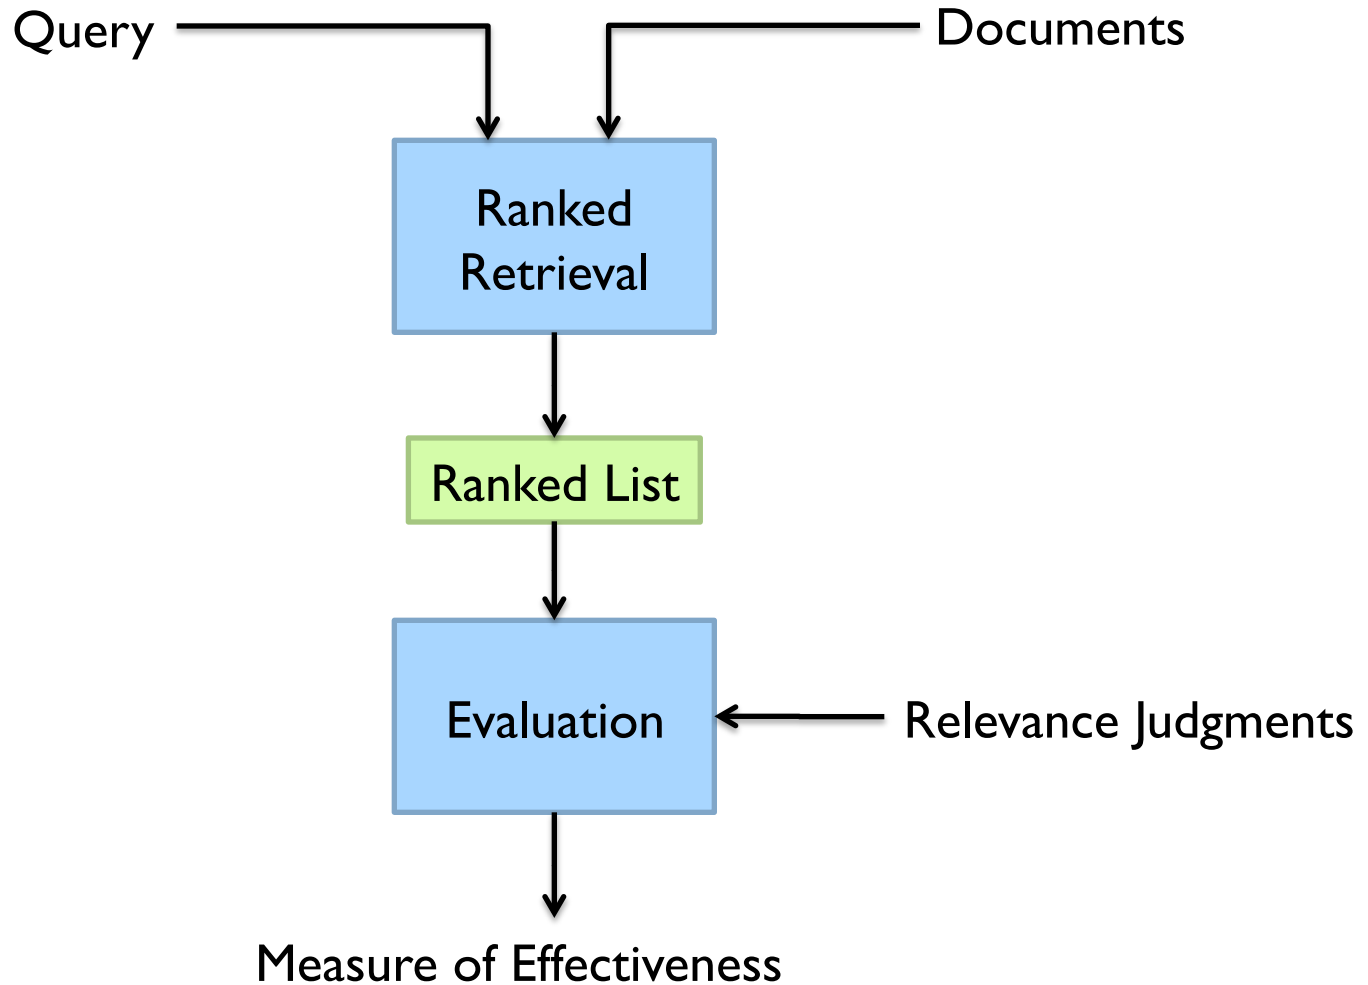 Query
Documents
Ranked
Retrieval
Ranked List
Evaluation
Relevance Judgments
Measure of Effectiveness